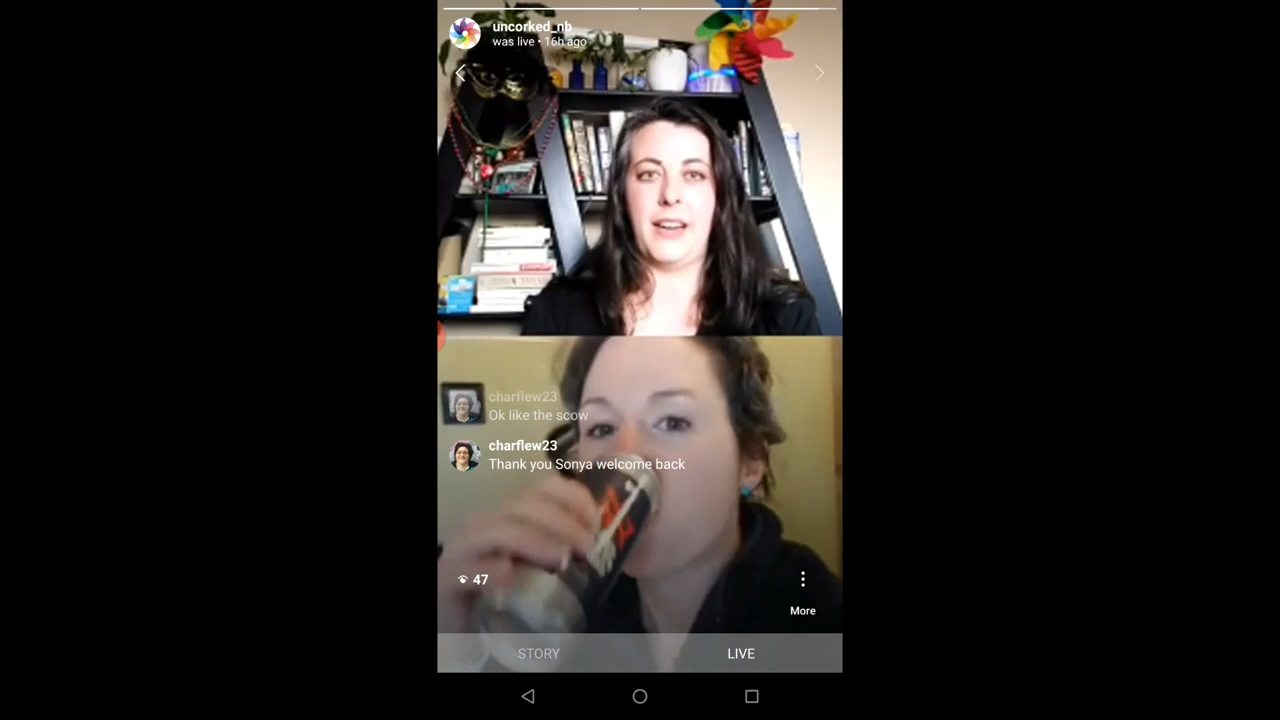 uncorked_nb
was live • 16h ago
charflew23
Ok like the scow
charflew23
Thank you Sonya welcome back
47
More
STORY
LIVE